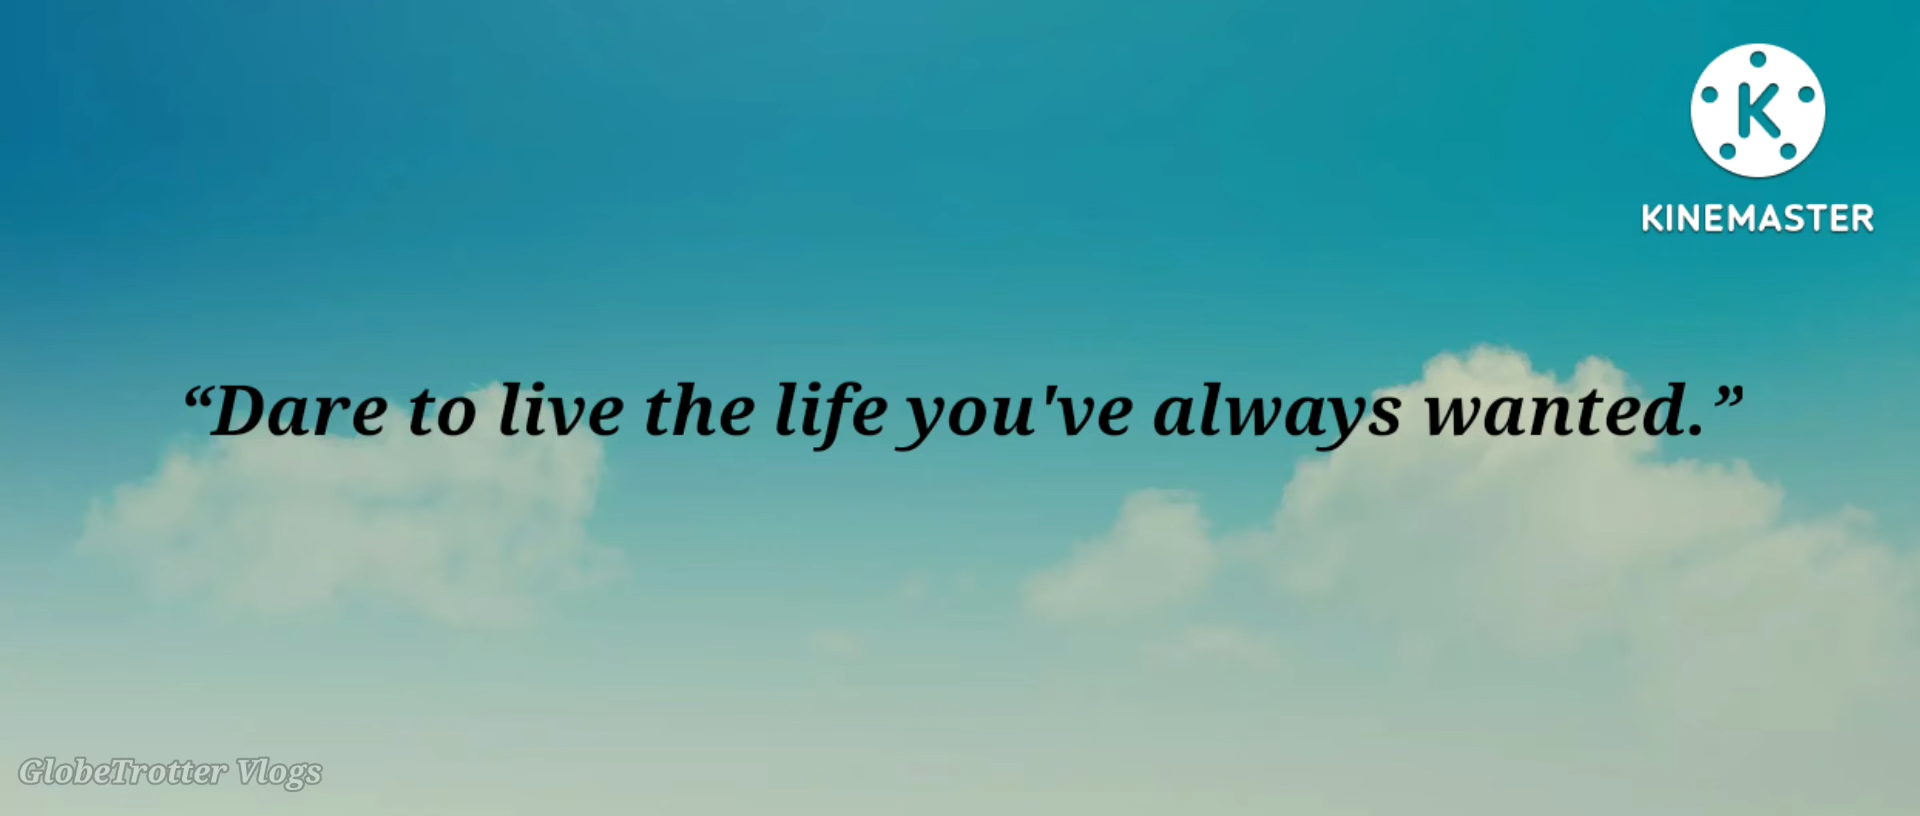 K
KINEMASTER
“Dare to live the life you've always wanted.”
GlobeTrotter Vlogs